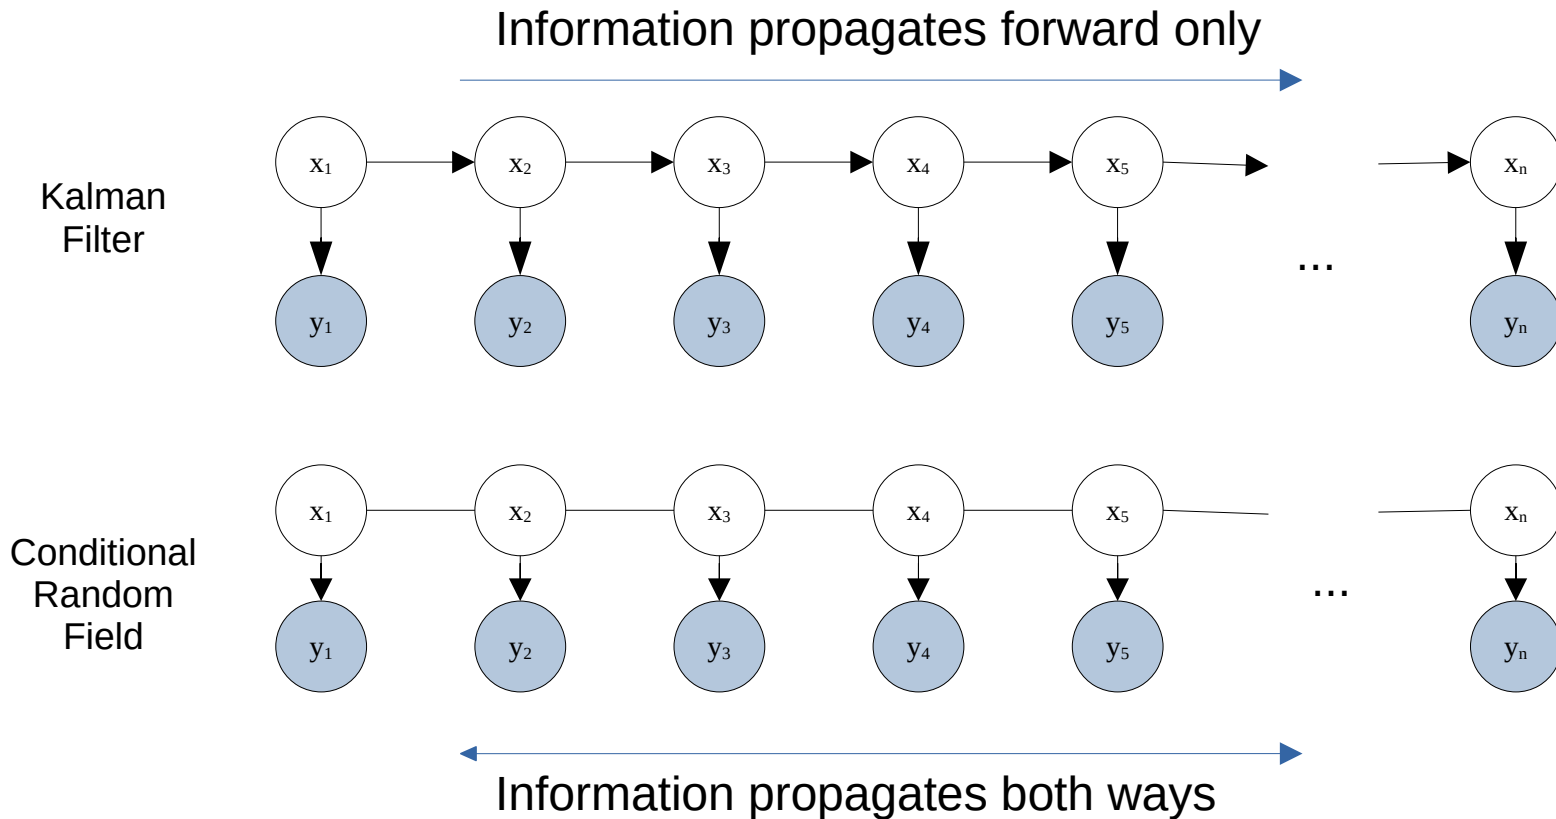 Information propagates forward only
Kalman
Filter
x₁ x₂ x₃ x₄ x₅ xₙ
...
y₁ y₂ y₃ y₄ y₅ yₙ
Conditional
Random
Field
x₁ x₂ x₃ x₄ x₅ xₙ
...
y₁ y₂ y₃ y₄ y₅ yₙ
Information propagates both ways